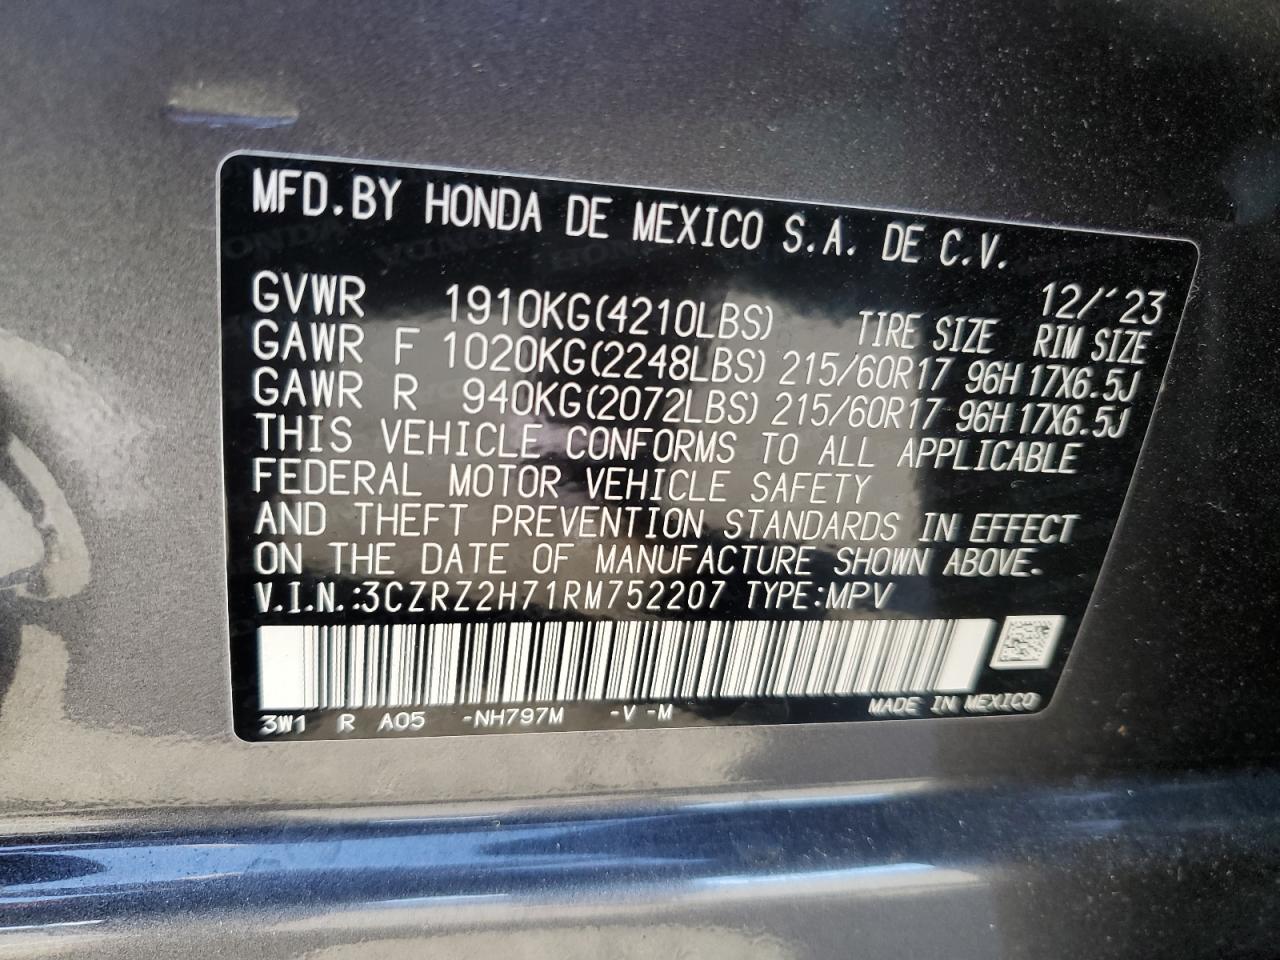 MFD.BY HONDA DE MEXICO S.A. DE C.V.
12/'23
GVWR 1910KG(4210LBS) TIRE SIZE RIM SIZE
GAWR F 1020KG(2248LBS) 215/60R17 96H 17X6.5J
GAWR R 940KG(2072LBS) 215/60R17 96H 17X6.5J
THIS VEHICLE CONFORMS TO ALL APPLICABLE
FEDERAL MOTOR VEHICLE SAFETY
AND THEFT PREVENTION STANDARDS IN EFFECT
ON THE DATE OF MANUFACTURE SHOWN ABOVE.
V.I.N.:3CZRZ2H71RM752207 TYPE:MPV
3W1 R A05 -NH797M -V -M MADE IN MEXICO